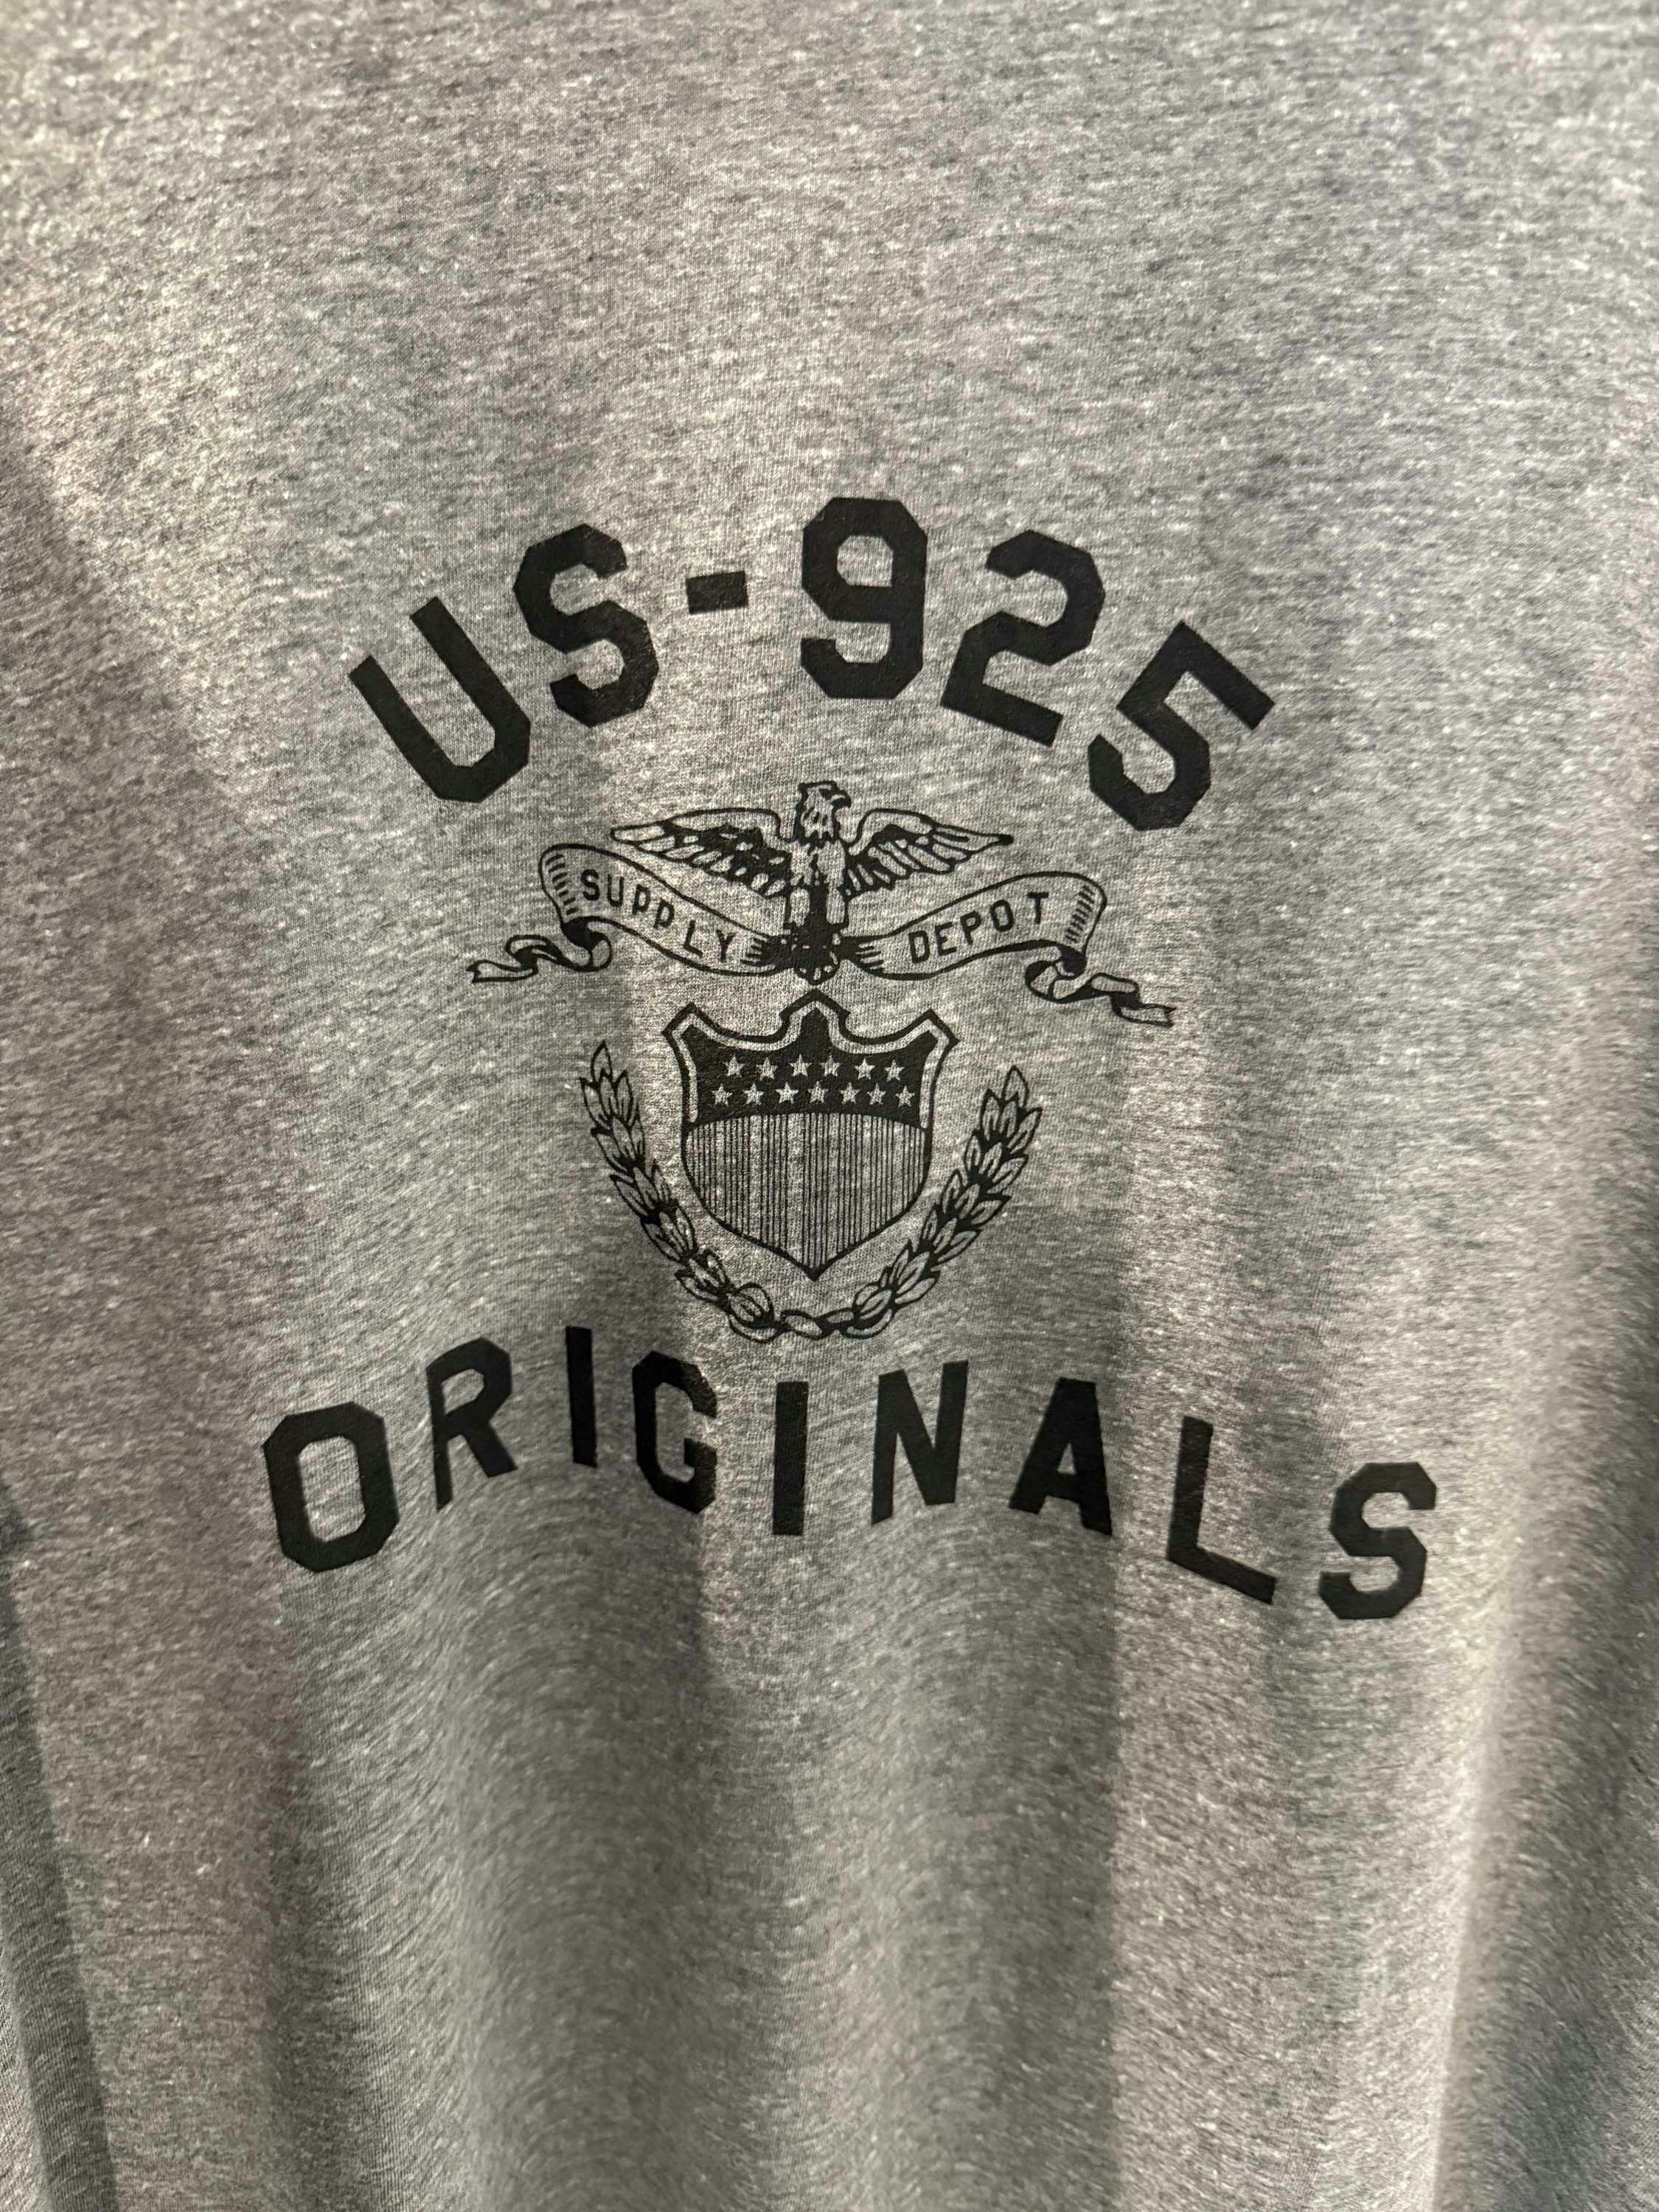 US-925
SUPPLY DEPOT
ORIGINALS